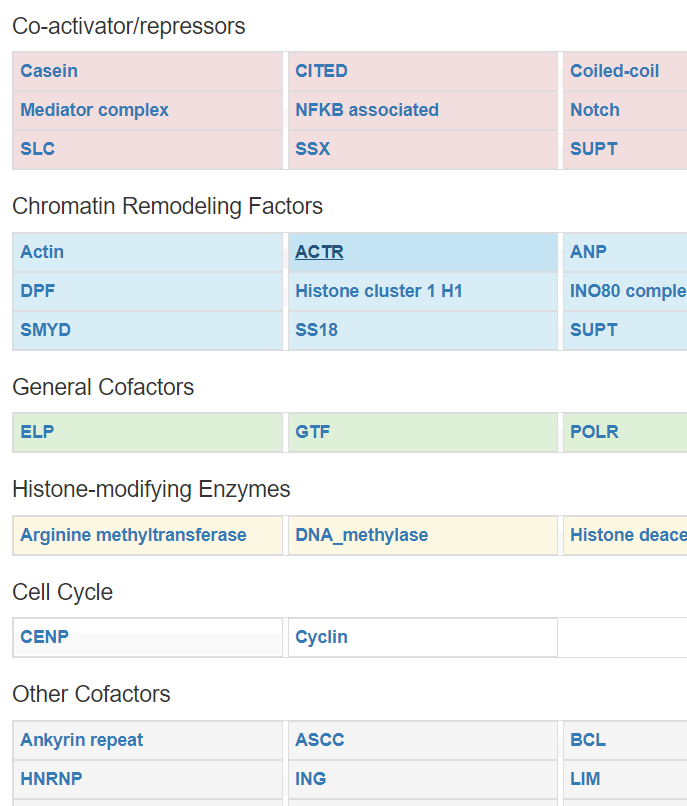 Co-activator/repressors
Casein CITED Coiled-coil
Mediator complex NFKB associated Notch
SLC SSX SUPT
Chromatin Remodeling Factors
Actin ACTR ANP
DPF Histone cluster 1 H1 INO80 comple
SMYD SS18 SUPT
General Cofactors
ELP GTF POLR
Histone-modifying Enzymes
Arginine methyltransferase DNA_methylase Histone deace
Cell Cycle
CENP Cyclin
Other Cofactors
Ankyrin repeat ASCC BCL
HNRNP ING LIM